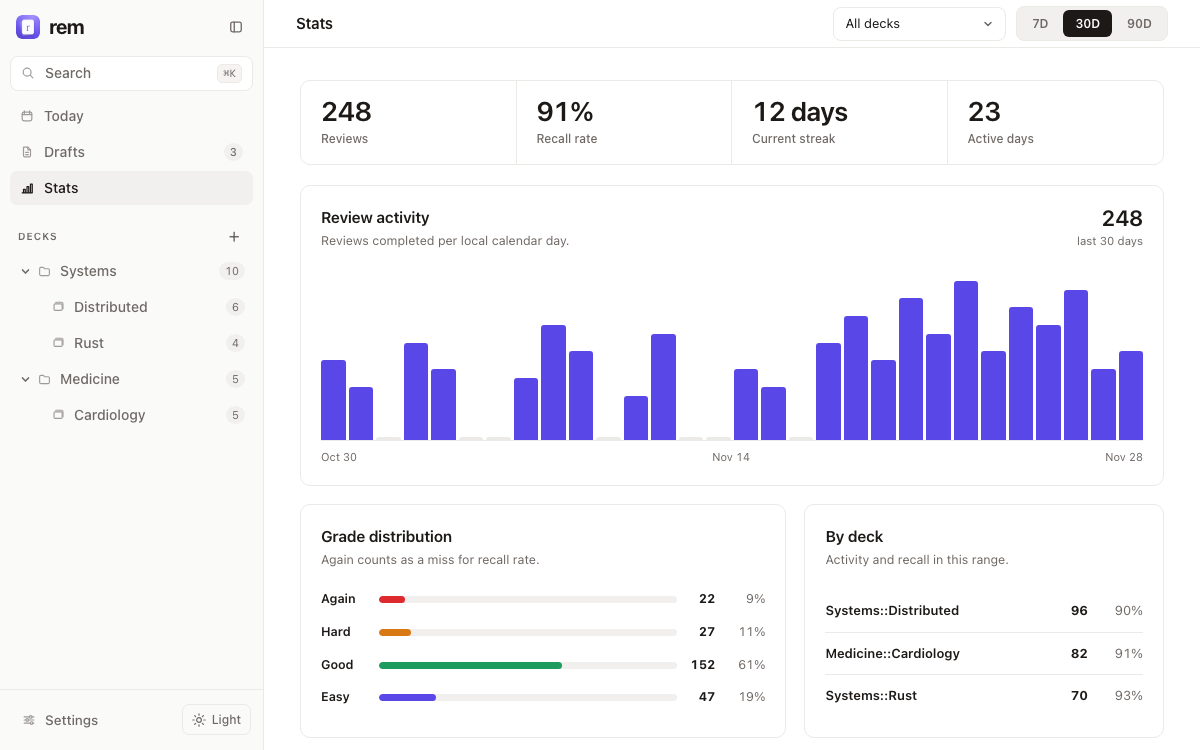 r rem
Search ⌘K
Today
Drafts 3
Stats
DECKS +
Systems 10
Distributed 6
Rust 4
Medicine 5
Cardiology 5
Settings Light
Stats All decks 7D 30D 90D
248 91% 12 days 23
Reviews Recall rate Current streak Active days
Review activity 248
Reviews completed per local calendar day. last 30 days
Oct 30 Nov 14 Nov 28
Grade distribution
Again counts as a miss for recall rate.
Again 22 9%
Hard 27 11%
Good 152 61%
Easy 47 19%
By deck
Activity and recall in this range.
Systems::Distributed 96 90%
Medicine::Cardiology 82 91%
Systems::Rust 70 93%